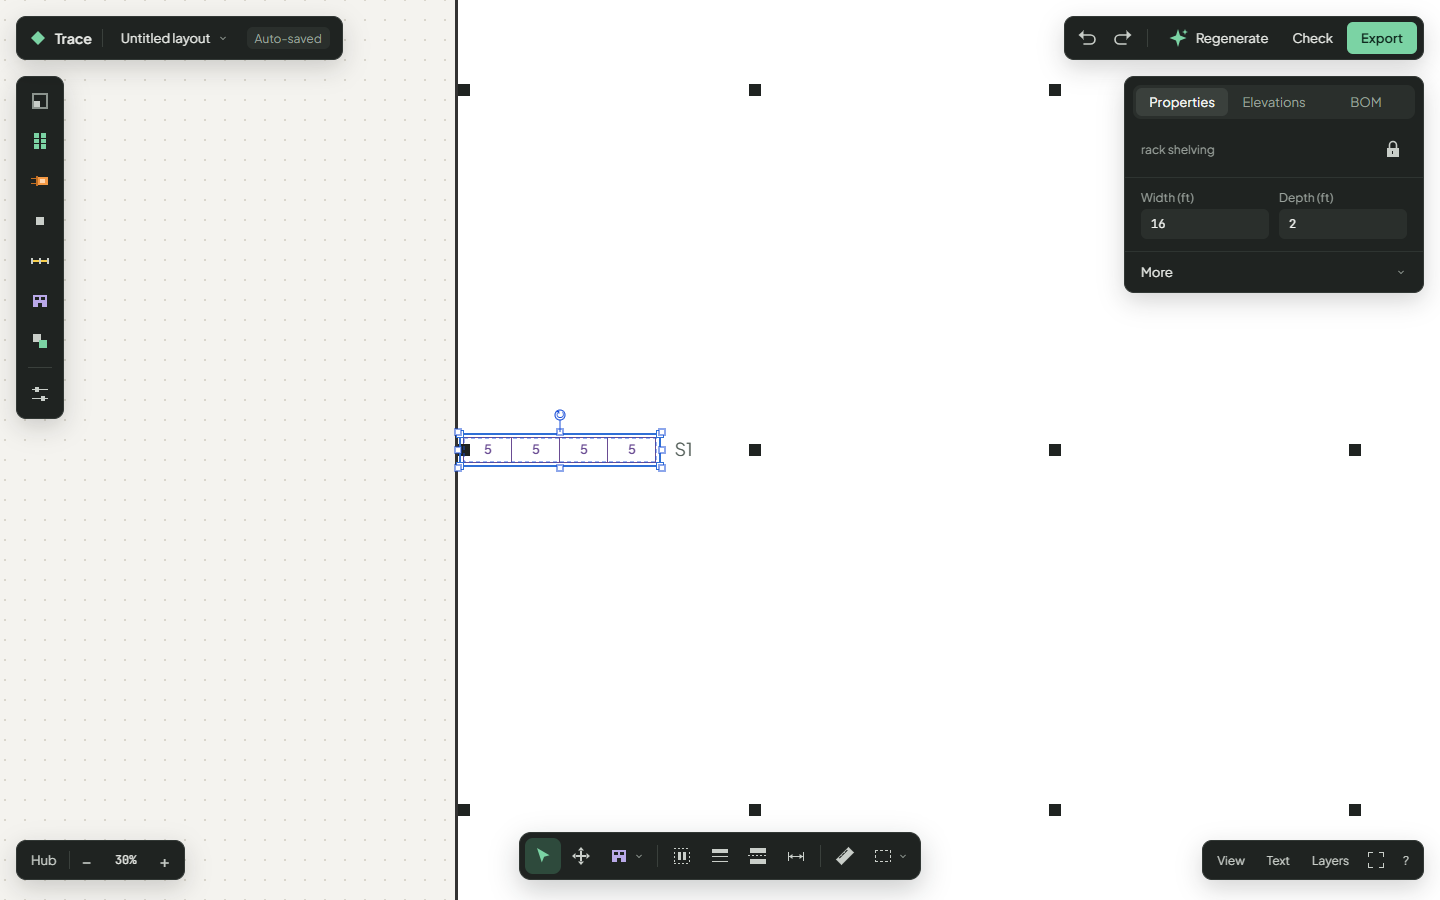 Trace
Untitled layout
Auto-saved
Regenerate
Check
Export
Properties
Elevations
BOM
rack shelving
Width (ft)
Depth (ft)
16
2
More
5 5 5 5 S1
Hub
– 30% +
View
Text
Layers
?